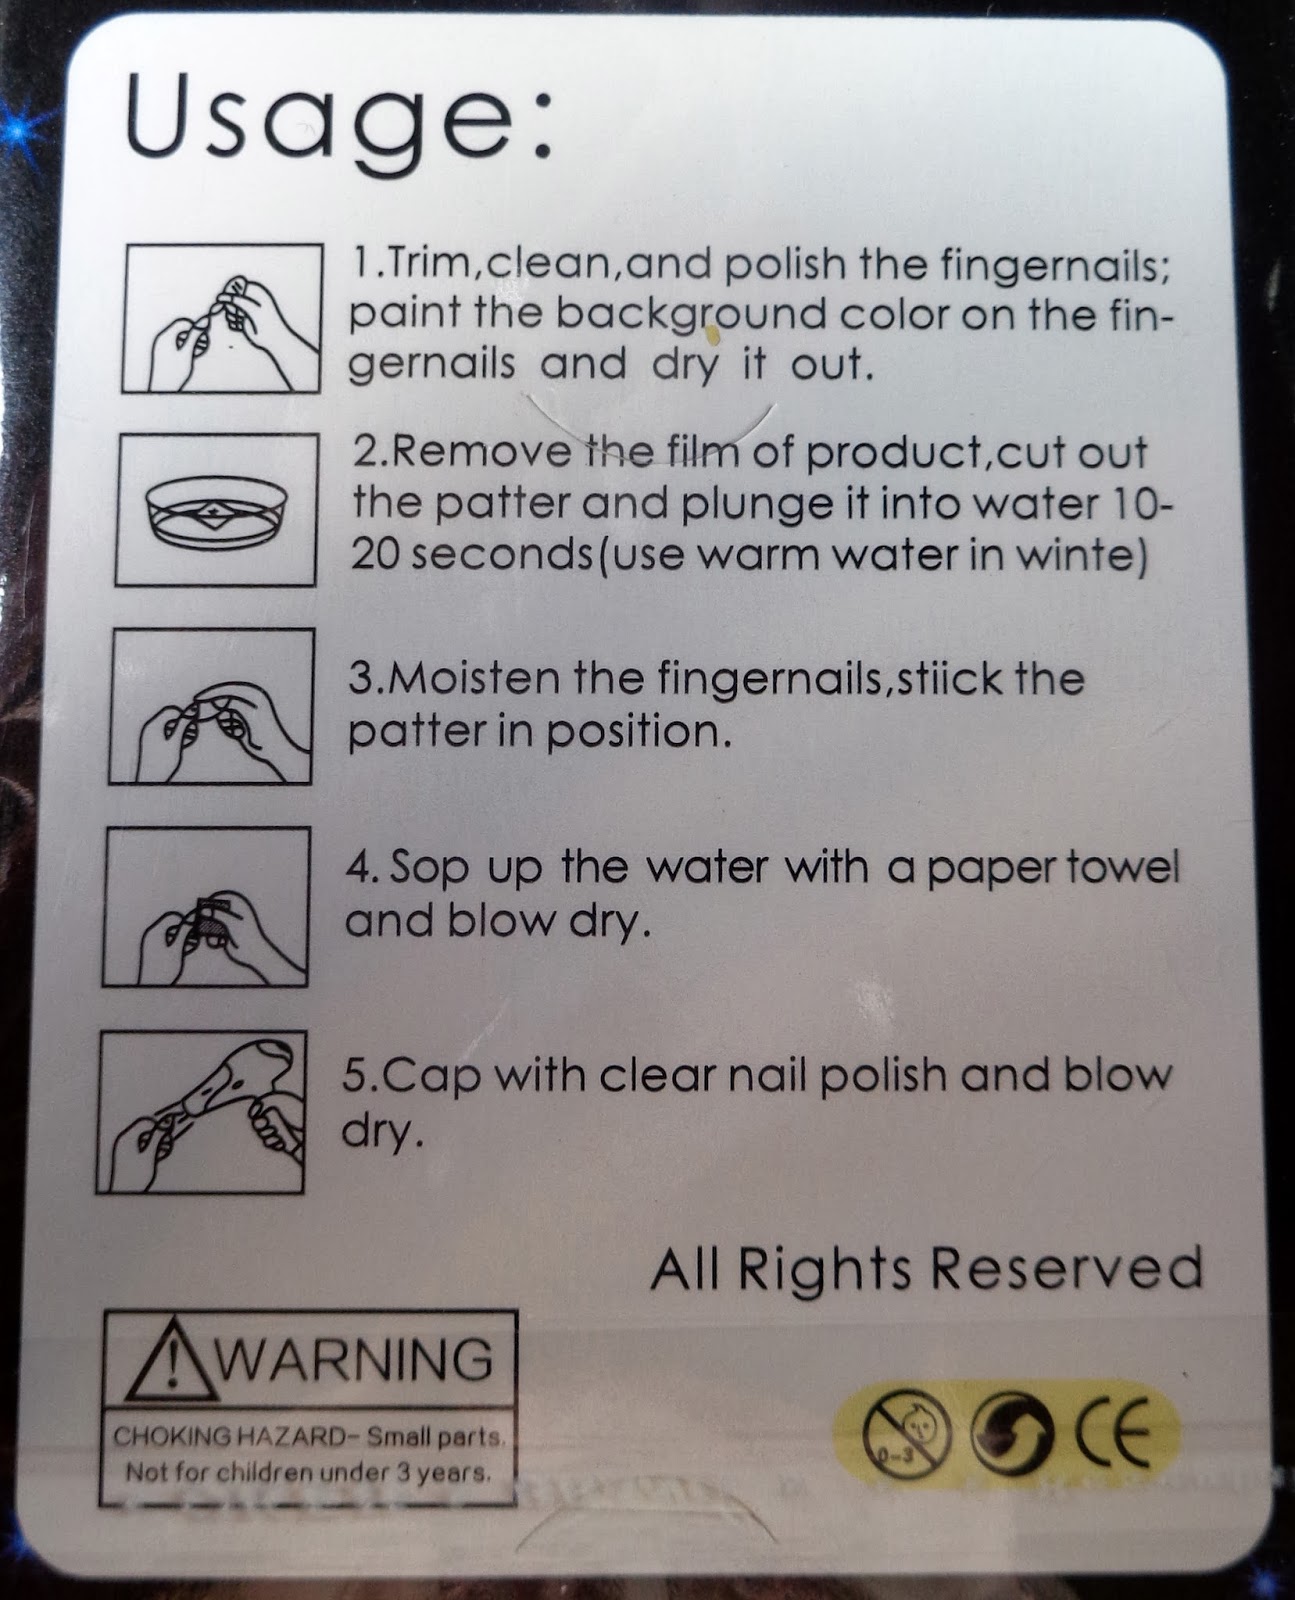 Usage:
1.Trim,clean,and polish the fingernails;
paint the background color on the fin-
gernails and dry it out.
2.Remove the film of product,cut out
the patter and plunge it into water 10-
20 seconds(use warm water in winte)
3.Moisten the fingernails,stiick the
patter in position.
4. Sop up the water with a paper towel
and blow dry.
5.Cap with clear nail polish and blow
dry.
All Rights Reserved
WARNING
CHOKING HAZARD- Small parts.
Not for children under 3 years.
0-3 CE